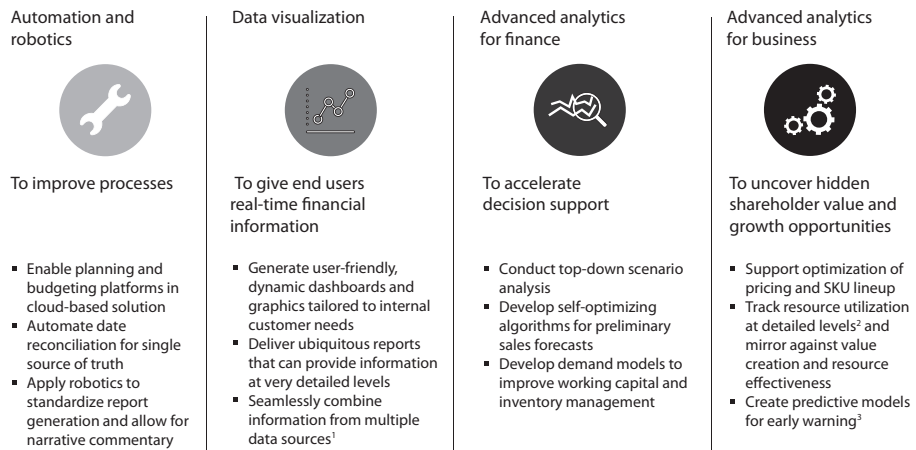 Automation and
robotics
To improve processes
▪ Enable planning and
budgeting platforms in
cloud-based solution
▪ Automate date
reconciliation for single
source of truth
▪ Apply robotics to
standardize report
generation and allow for
narrative commentary
Data visualization
To give end users
real-time financial
information
▪ Generate user-friendly,
dynamic dashboards and
graphics tailored to internal
customer needs
▪ Deliver ubiquitous reports
that can provide information
at very detailed levels
▪ Seamlessly combine
information from multiple
data sources¹
Advanced analytics
for finance
To accelerate
decision support
▪ Conduct top-down scenario
analysis
▪ Develop self-optimizing
algorithms for preliminary
sales forecasts
▪ Develop demand models to
improve working capital and
inventory management
Advanced analytics
for business
To uncover hidden
shareholder value and
growth opportunities
▪ Support optimization of
pricing and SKU lineup
▪ Track resource utilization
at detailed levels² and
mirror against value
creation and resource
effectiveness
▪ Create predictive models
for early warning³